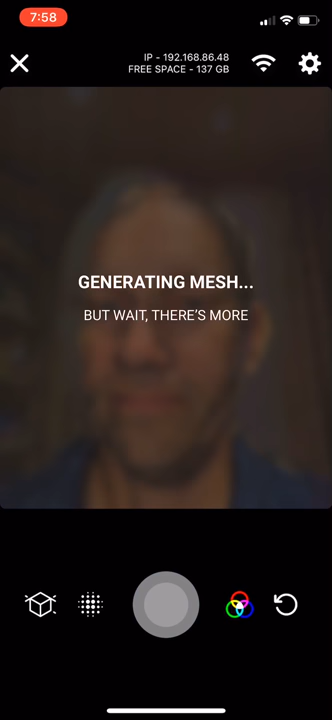 7:58
IP - 192.168.86.48
FREE SPACE - 137 GB
GENERATING MESH...
BUT WAIT, THERE'S MORE